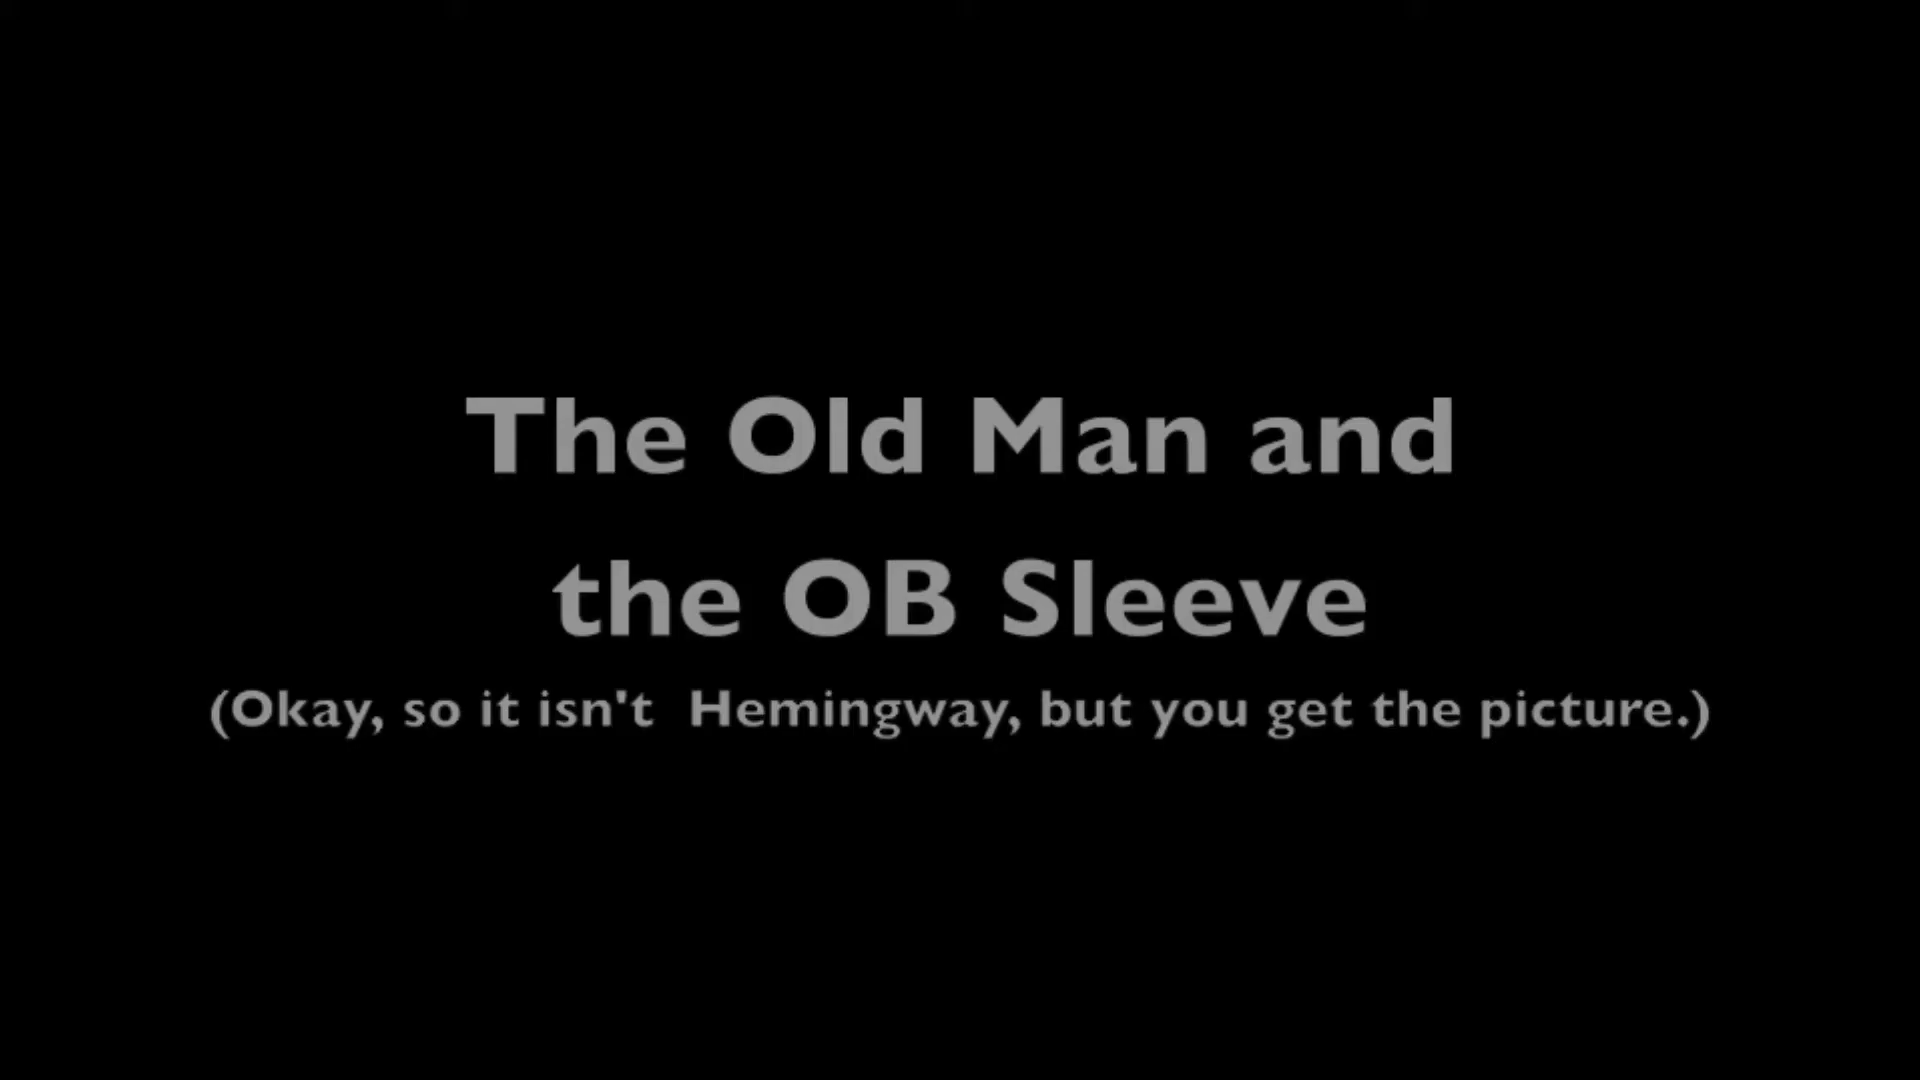 The Old Man and
the OB Sleeve
(Okay, so it isn't  Hemingway, but you get the picture.)